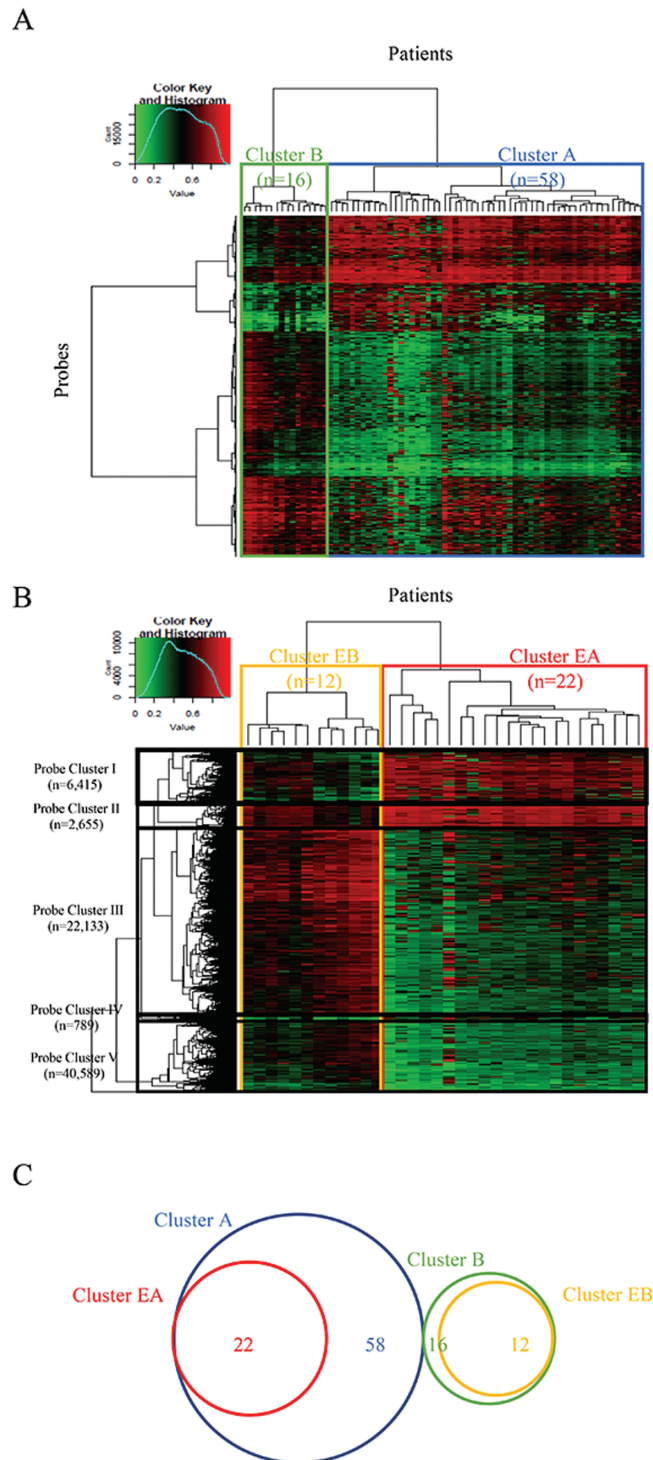 A
Patients
Color Key
and Histogram
Count
0 15000
0 0.2 0.6
Value
Cluster B
(n=16)
Cluster A
(n=58)
Probes
B
Patients
Color Key
and Histogram
Count
0 4000 10000
0 0.2 0.6
Value
Cluster EB
(n=12)
Cluster EA
(n=22)
Probe Cluster I
(n=6,415)
Probe Cluster II
(n=2,655)
Probe Cluster III
(n=22,133)
Probe Cluster IV
(n=789)
Probe Cluster V
(n=40,589)
C
Cluster A
Cluster B
Cluster EA
Cluster EB
22
58
16
12